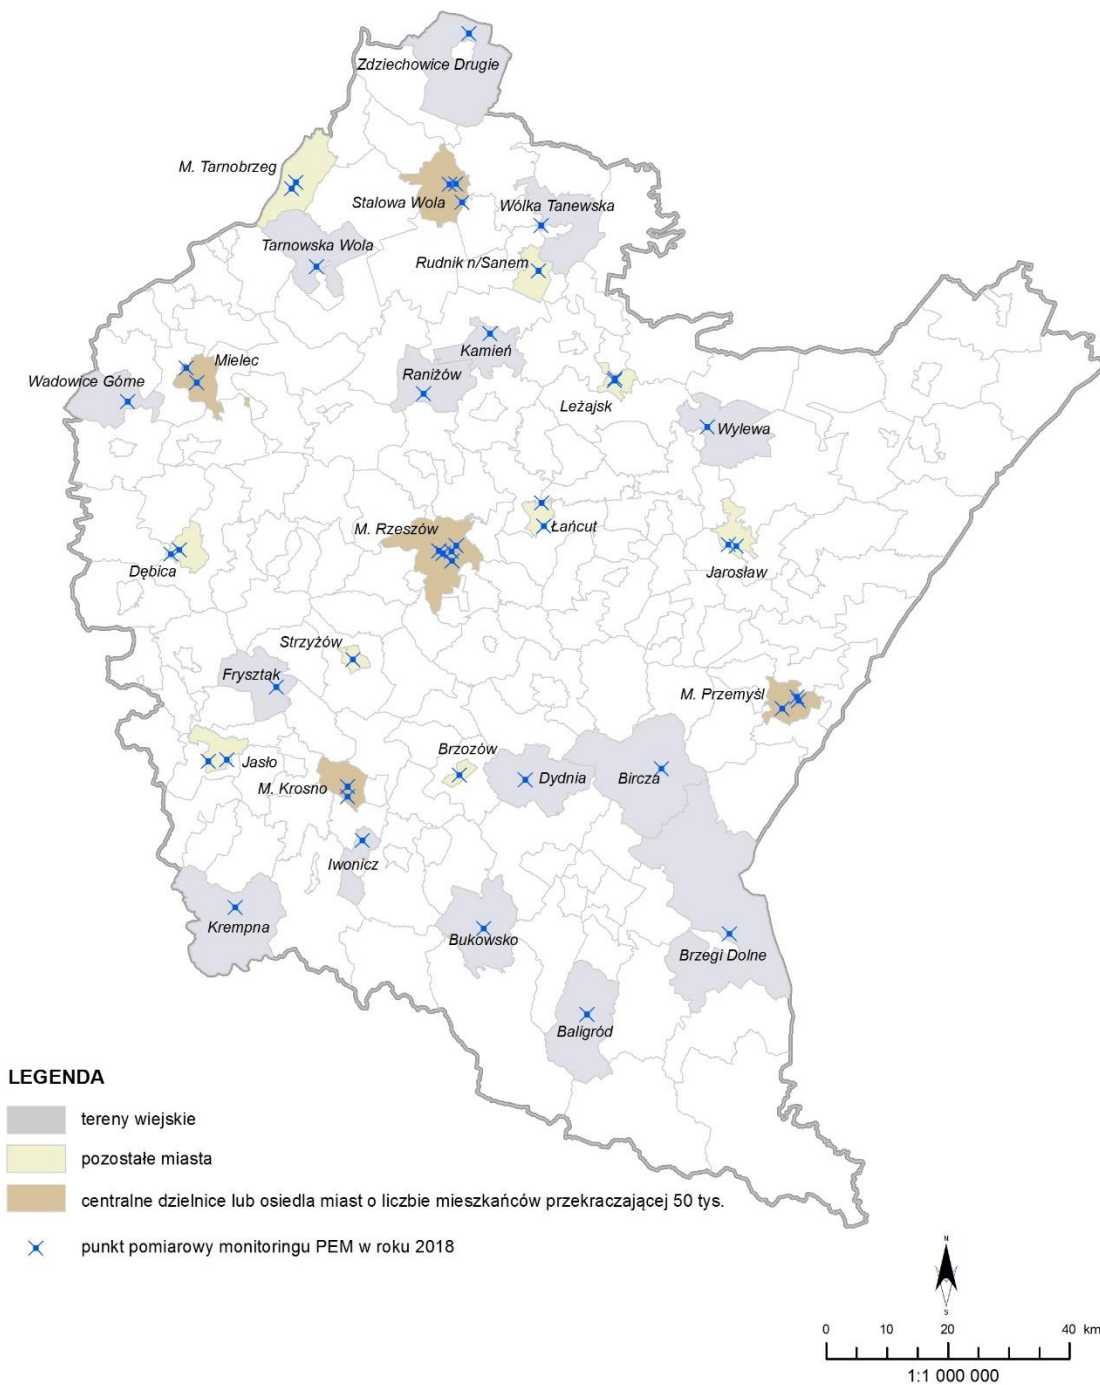 Zdziechowice Drugie
M. Tarnobrzeg
Stalowa Wola
Wólka Tanewska
Tarnowska Wola
Rudnik n/Sanem
Kamień
Mielec
Raniżów
Wadowice Górne
Leżajsk
Wylewa
M. Rzeszów
Łańcut
Dębica
Jarosław
Strzyżów
Frysztak
M. Przemyśl
Brzozów
Jasło
Dydnia
Bircza
M. Krosno
Iwonicz
Krempna
Bukowsko
Brzegi Dolne
Baligród
LEGENDA
tereny wiejskie
pozostałe miasta
centralne dzielnice lub osiedla miast o liczbie mieszkańców przekraczającej 50 tys.
punkt pomiarowy monitoringu PEM w roku 2018
N
S
0 10 20 40 km
1:1 000 000